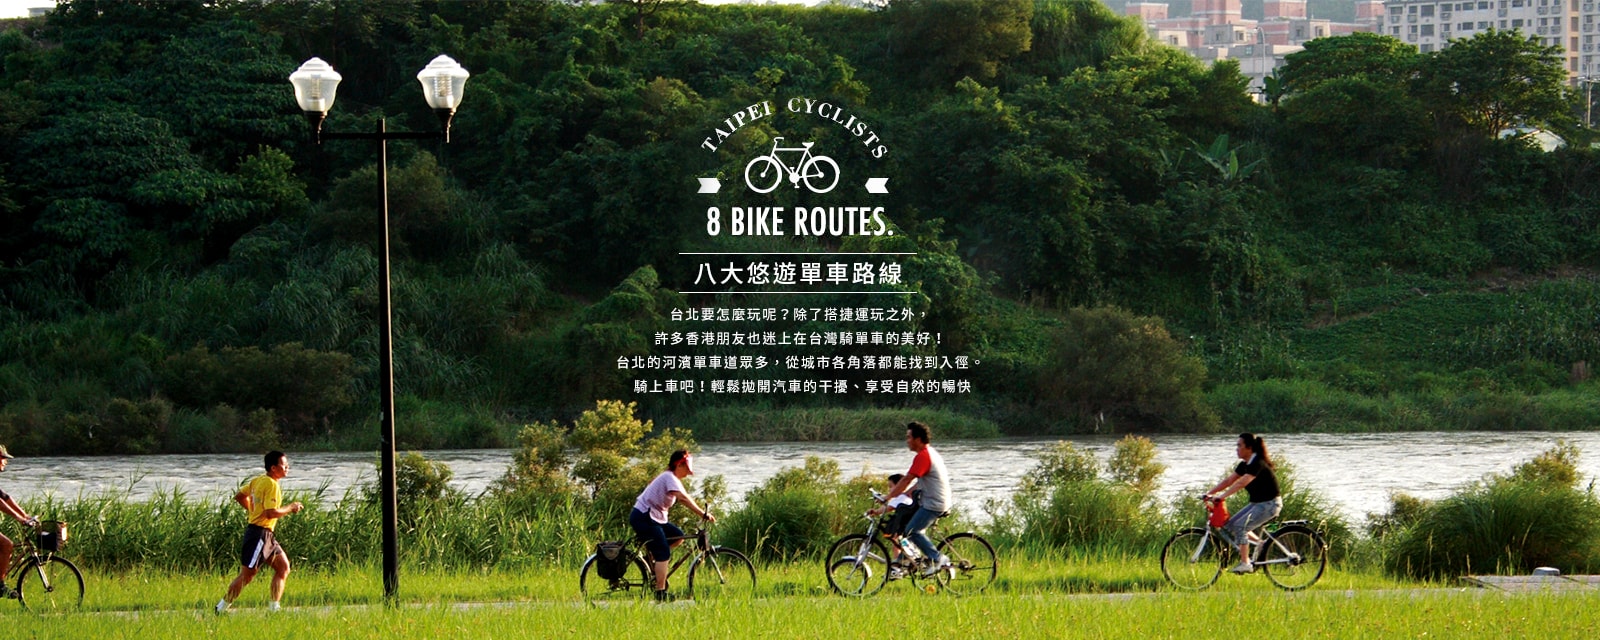 TAIPEI CYCLISTS
8 BIKE ROUTES.
八大悠遊單車路線
台北要怎麼玩呢？除了搭捷運玩之外，
許多香港朋友也迷上在台灣騎單車的美好！
台北的河濱單車道眾多，從城市各角落都能找到入徑。
騎上車吧！輕鬆拋開汽車的干擾、享受自然的暢快